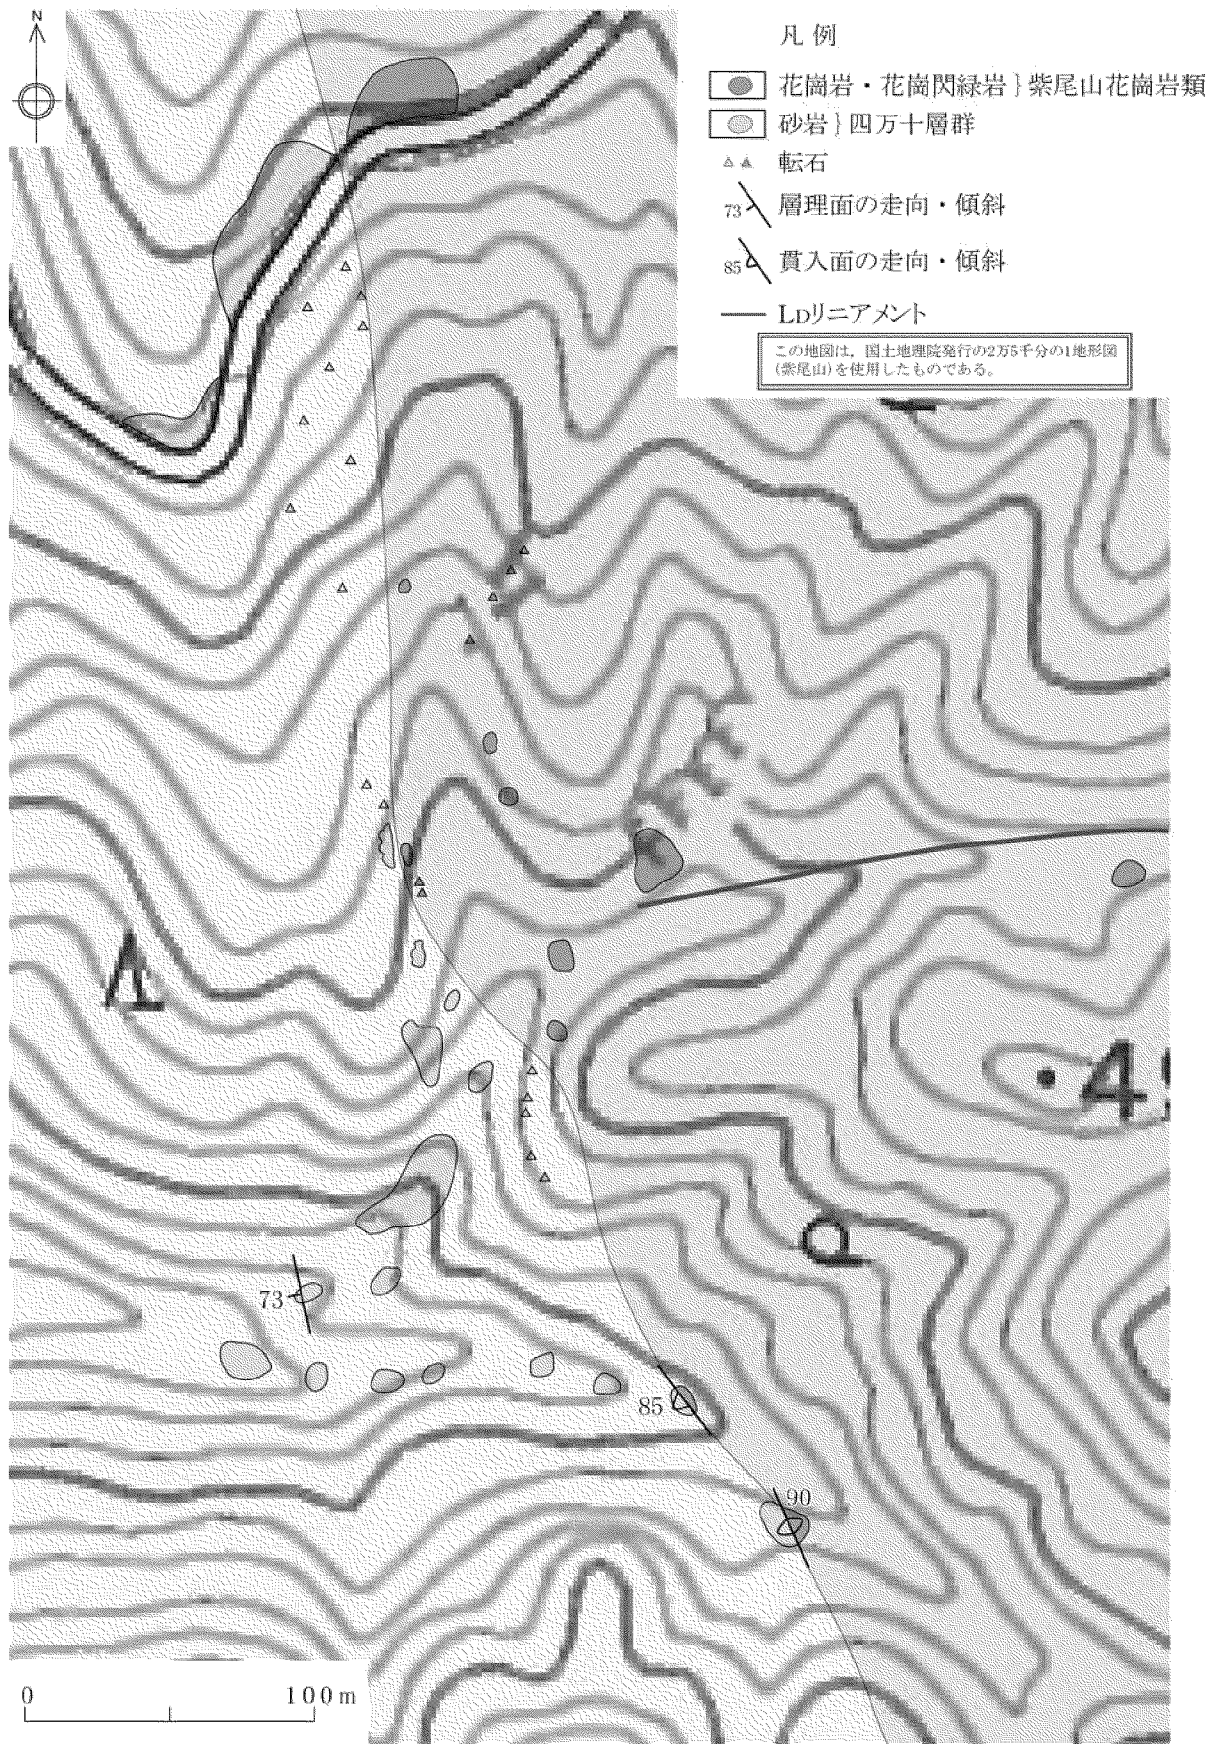 N
凡 例
花崗岩・花崗閃緑岩 } 紫尾山花崗岩類
砂岩 } 四万十層群
転石
73 層理面の走向・傾斜
85 貫入面の走向・傾斜
LDリニアメント
この地図は，国土地理院発行の2万5千分の1地形図
(紫尾山)を使用したものである。
73
85
90
0 100m